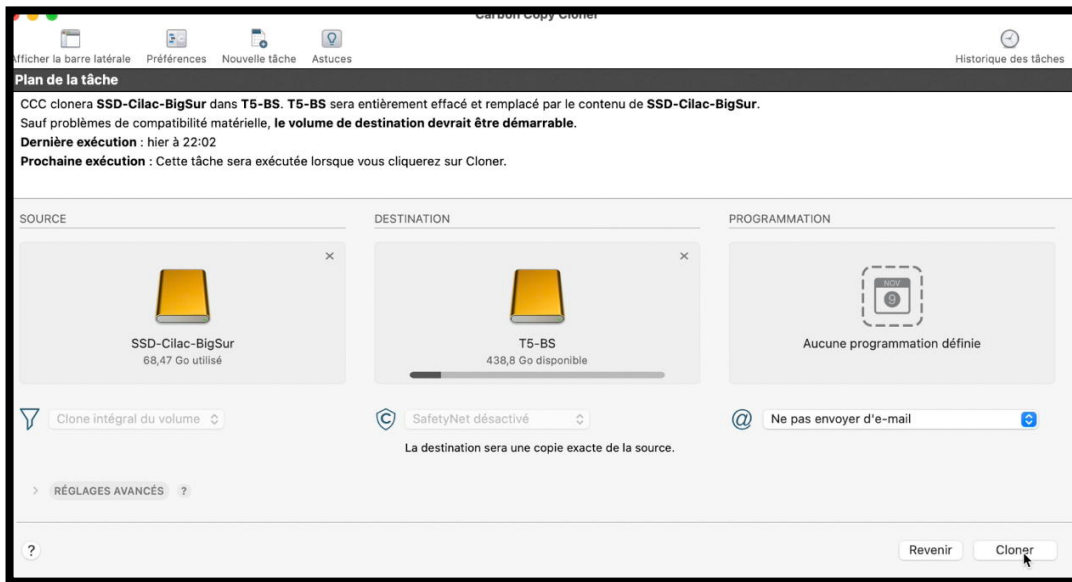 Carbon Copy Cloner
Afficher la barre latérale Préférences Nouvelle tâche Astuces Historique des tâches
Plan de la tâche
CCC clonera SSD-Cilac-BigSur dans T5-BS. T5-BS sera entièrement effacé et remplacé par le contenu de SSD-Cilac-BigSur.
Sauf problèmes de compatibilité matérielle, le volume de destination devrait être démarrable.
Dernière exécution : hier à 22:02
Prochaine exécution : Cette tâche sera exécutée lorsque vous cliquerez sur Cloner.
SOURCE DESTINATION PROGRAMMATION
NOV
9
SSD-Cilac-BigSur T5-BS Aucune programmation définie
68,47 Go utilisé 438,8 Go disponible
Clone intégral du volume SafetyNet désactivé @ Ne pas envoyer d'e-mail
La destination sera une copie exacte de la source.
RÉGLAGES AVANCÉS ?
? Revenir Cloner